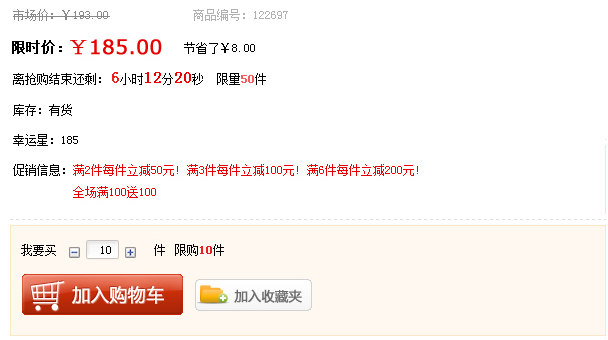 市场价：￥193.00 商品编号：122697
限时价：￥185.00 节省了￥8.00
离抢购结束还剩：6小时12分20秒 限量50件
库存：有货
幸运星：185
促销信息：满2件每件立减50元！满3件每件立减100元！满6件每件立减200元！
全场满100送100
我要买 10 件 限购10件
加入购物车 加入收藏夹